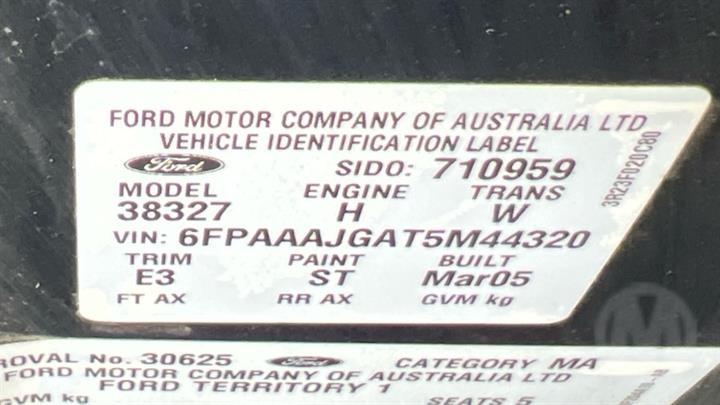 FORD MOTOR COMPANY OF AUSTRALIA LTD
VEHICLE IDENTIFICATION LABEL
Ford SIDO: 710959
MODEL ENGINE TRANS
38327 H W
VIN: 6FPAAAJGAT5M44320
TRIM PAINT BUILT
E3 ST Mar05
FT AX RR AX GVM kg
3R23F020C80
ROVAL No. 30625 Ford CATEGORY MA
FORD MOTOR COMPANY OF AUSTRALIA LTD
FORD TERRITORY 1
GVM kg SEATS 5
M